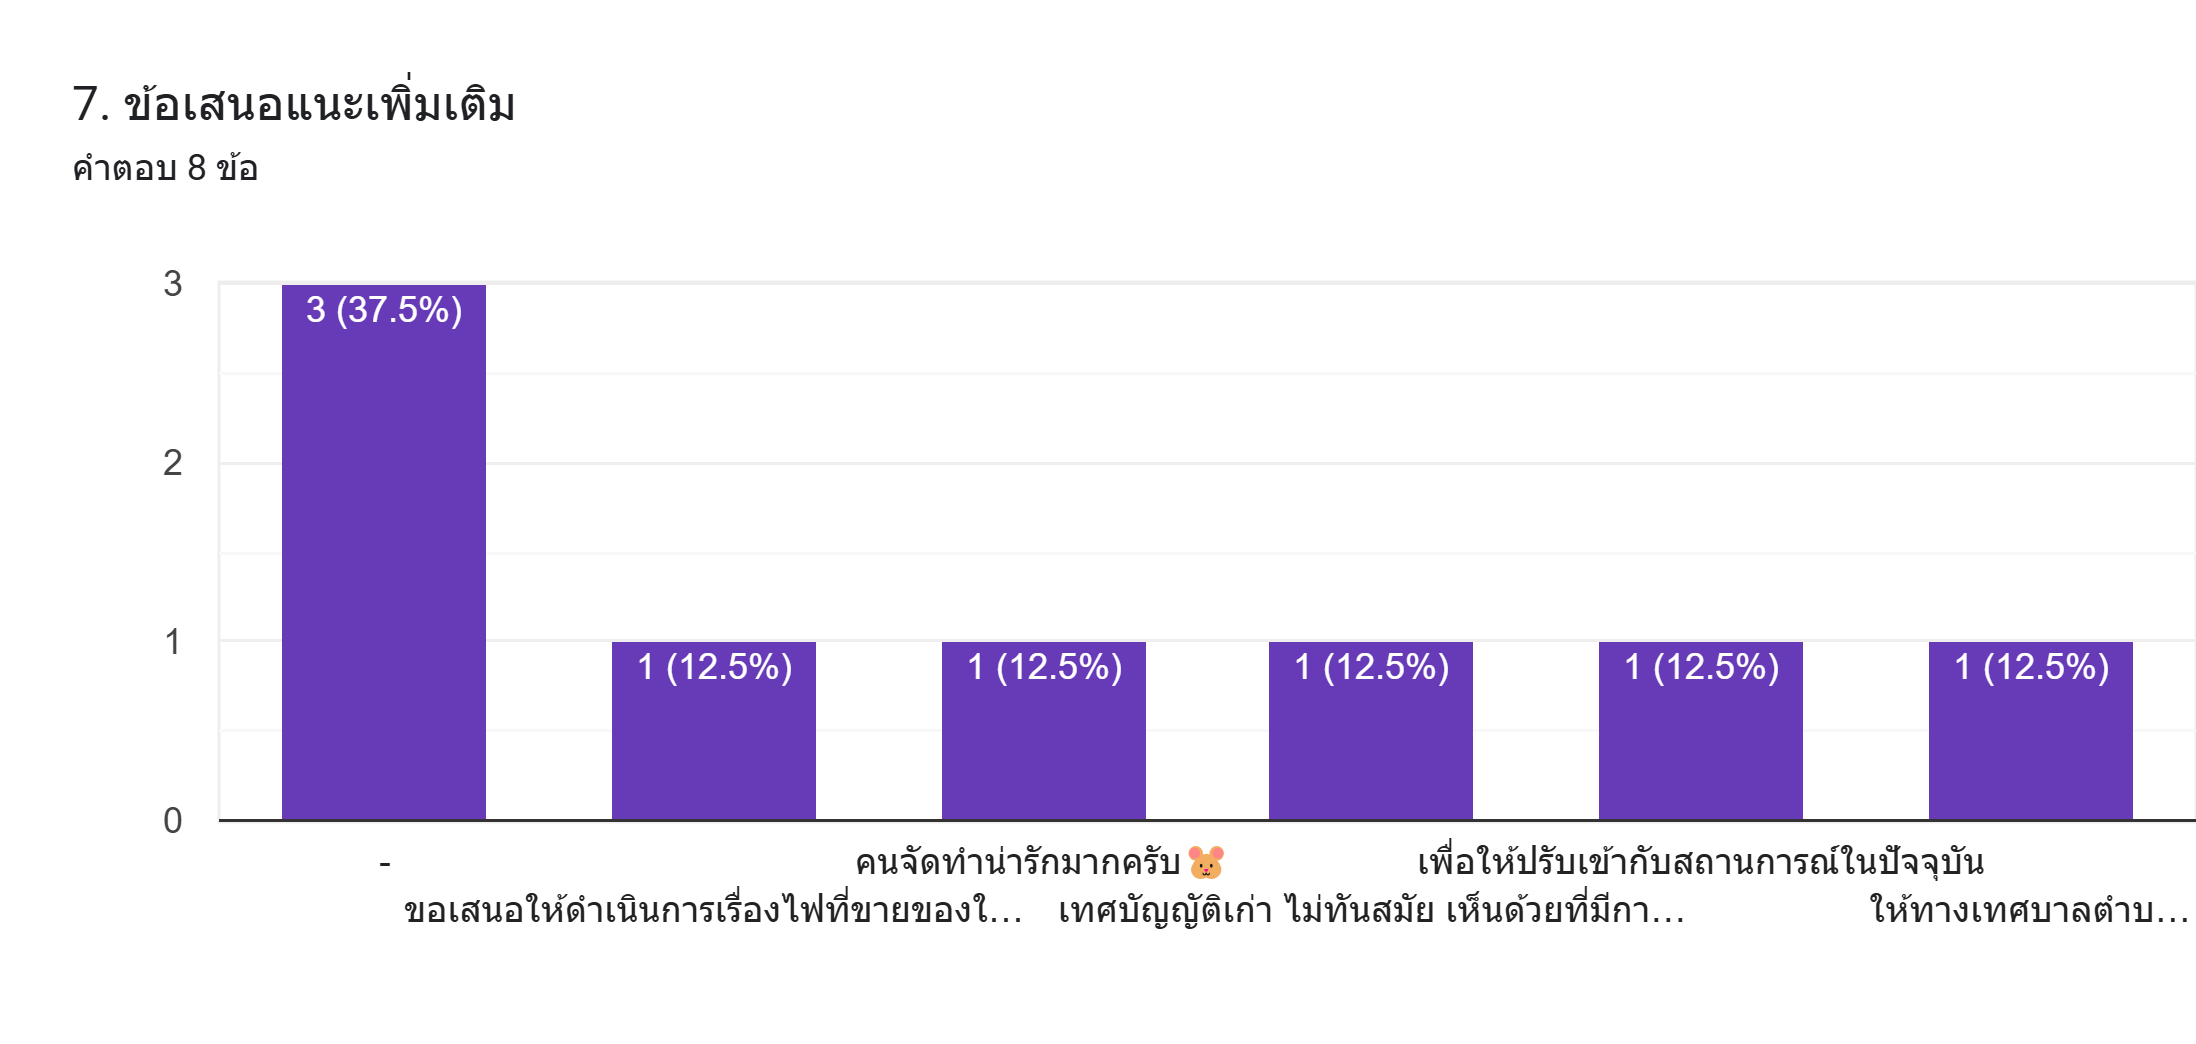 7. ข้อเสนอแนะเพิ่มเติม
คำตอบ 8 ข้อ
3
2
1
0
3 (37.5%)
1 (12.5%)
1 (12.5%)
1 (12.5%)
1 (12.5%)
1 (12.5%)
-
คนจัดทำน่ารักมากครับ🐹
เพื่อให้ปรับเข้ากับสถานการณ์ในปัจจุบัน
ขอเสนอให้ดำเนินการเรื่องไฟที่ขายของใ...
เทศบัญญัติเก่า ไม่ทันสมัย เห็นด้วยที่มีกา...
ให้ทางเทศบาลตำบ...